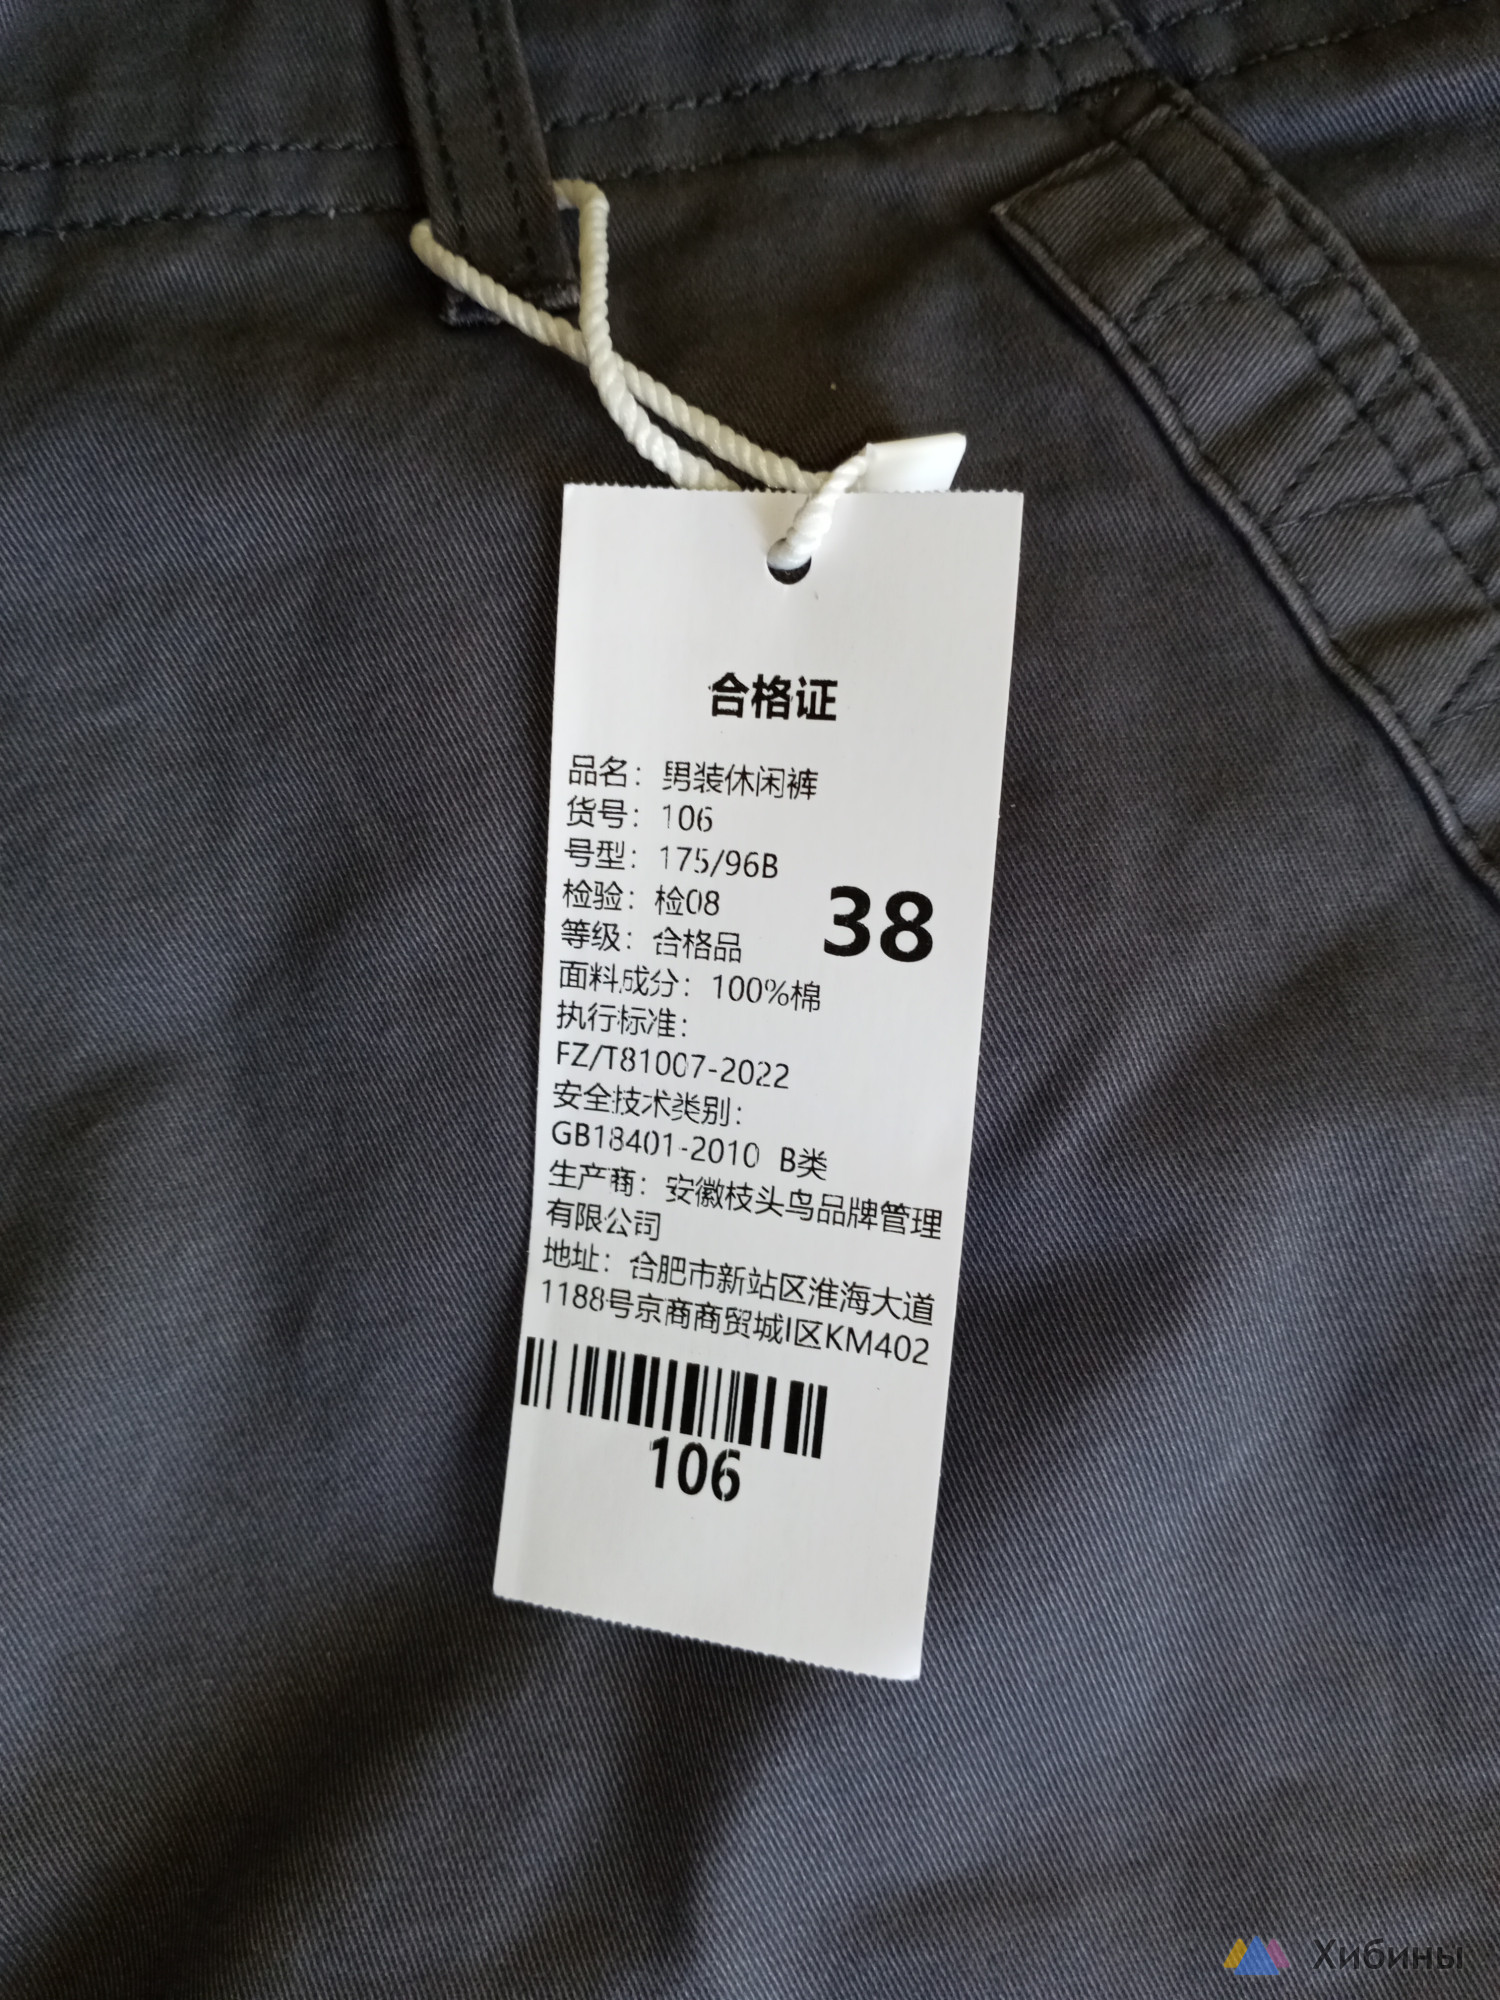 合格证
品名：男装休闲裤
货号：106
号型：175/96B
检验：检08
38
等级：合格品
面料成分：100%棉
执行标准：
FZ/T81007-2022
安全技术类别：
GB18401-2010 B类
生产商：安徽枝头鸟品牌管理
有限公司
地址：合肥市新站区淮海大道
1188号京商商贸城I区KM402
106
Хибины